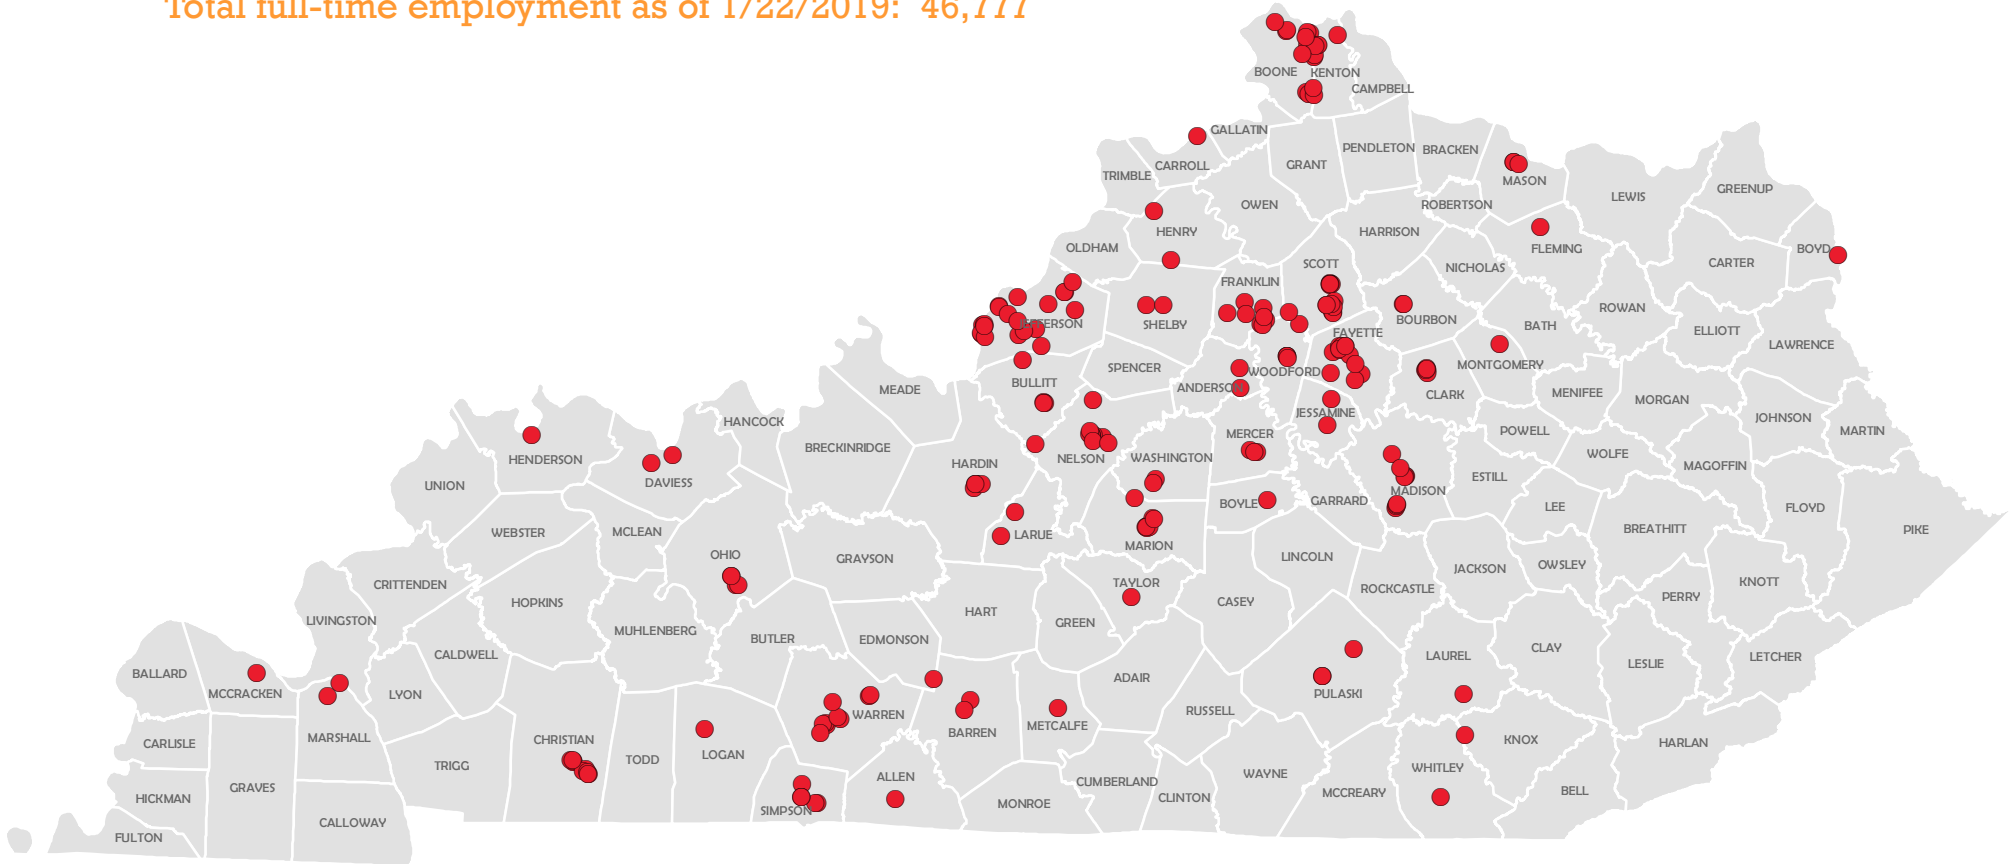 Total full-time employment as of 1/22/2019: 46,777
BOONE
KENTON
CAMPBELL
GALLATIN
CARROLL
TRIMBLE
GRANT
PENDLETON
BRACKEN
MASON
ROBERTSON
LEWIS
GREENUP
OWEN
HENRY
OLDHAM
HARRISON
FLEMING
BOYD
CARTER
NICHOLAS
SCOTT
FRANKLIN
ROWAN
SHELBY
JEFFERSON
BOURBON
BATH
ELLIOTT
FAYETTE
LAWRENCE
SPENCER
WOODFORD
MONTGOMERY
ANDERSON
BULLITT
MEADE
CLARK
MENIFEE
MORGAN
JESSAMINE
JOHNSON
HANCOCK
BRECKINRIDGE
MERCER
POWELL
MARTIN
HENDERSON
DAVIESS
UNION
HARDIN
NELSON
WASHINGTON
WOLFE
MAGOFFIN
ESTILL
MADISON
GARRARD
BOYLE
LEE
FLOYD
BREATHITT
PIKE
WEBSTER
MCLEAN
LARUE
MARION
OHIO
GRAYSON
LINCOLN
JACKSON
OWSLEY
ROCKCASTLE
CRITTENDEN
TAYLOR
KNOTT
PERRY
HOPKINS
HART
CASEY
LIVINGSTON
GREEN
MUHLENBERG
BUTLER
EDMONSON
CALDWELL
LAUREL
CLAY
LESLIE
LETCHER
BALLARD
MCCRACKEN
LYON
ADAIR
PULASKI
RUSSELL
WARREN
METCALFE
BARREN
CARLISLE
MARSHALL
CHRISTIAN
KNOX
HARLAN
LOGAN
TODD
TRIGG
WHITLEY
WAYNE
ALLEN
CUMBERLAND
GRAVES
MCCREARY
BELL
HICKMAN
CLINTON
MONROE
SIMPSON
CALLOWAY
FULTON